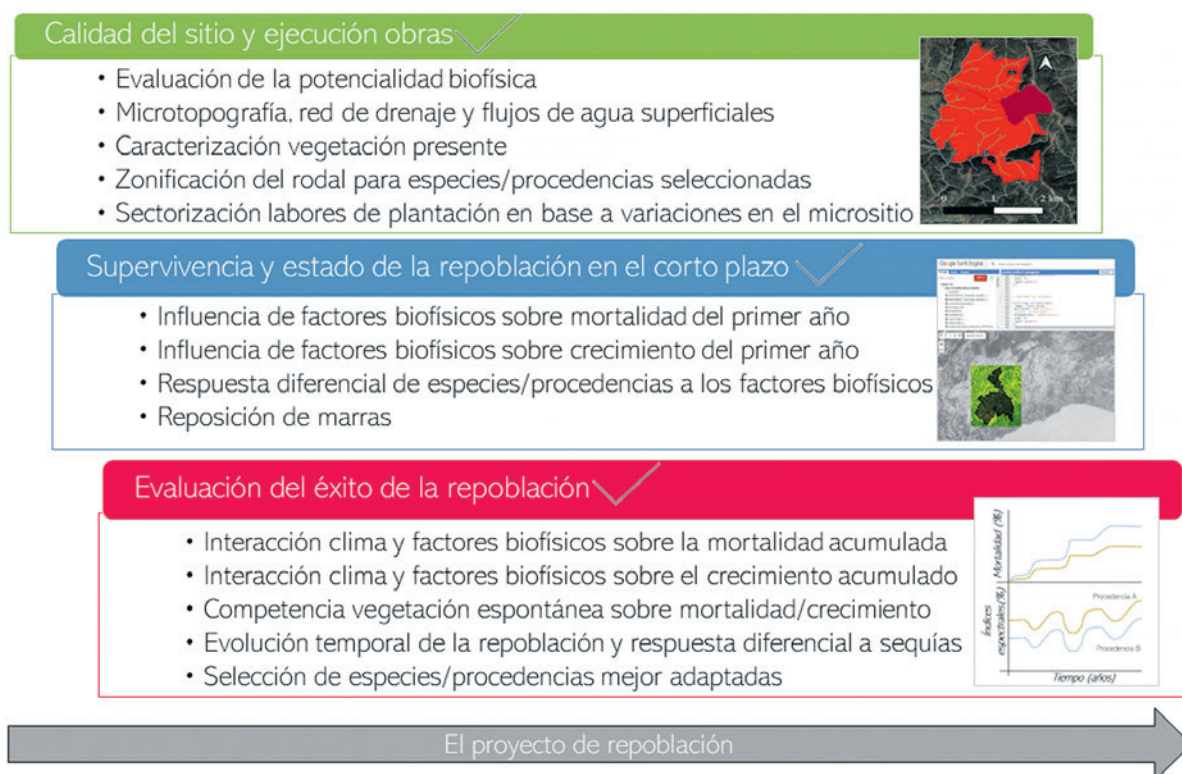 Calidad del sitio y ejecución obras
• Evaluación de la potencialidad biofísica
• Microtopografía, red de drenaje y flujos de agua superficiales
• Caracterización vegetación presente
• Zonificación del rodal para especies/procedencias seleccionadas
• Sectorización labores de plantación en base a variaciones en el micrositio
0 1 2 km
Supervivencia y estado de la repoblación en el corto plazo
Google Earth Engine
• Influencia de factores biofísicos sobre mortalidad del primer año
• Influencia de factores biofísicos sobre crecimiento del primer año
• Respuesta diferencial de especies/procedencias a los factores biofísicos
• Reposición de marras
Evaluación del éxito de la repoblación
• Interacción clima y factores biofísicos sobre la mortalidad acumulada
• Interacción clima y factores biofísicos sobre el crecimiento acumulado
• Competencia vegetación espontánea sobre mortalidad/crecimiento
• Evolución temporal de la repoblación y respuesta diferencial a sequías
• Selección de especies/procedencias mejor adaptadas
Mortalidad (%)
Índices
espectrales(%)
Procedencia A
Procedencia B
Tiempo (años)
El proyecto de repoblación